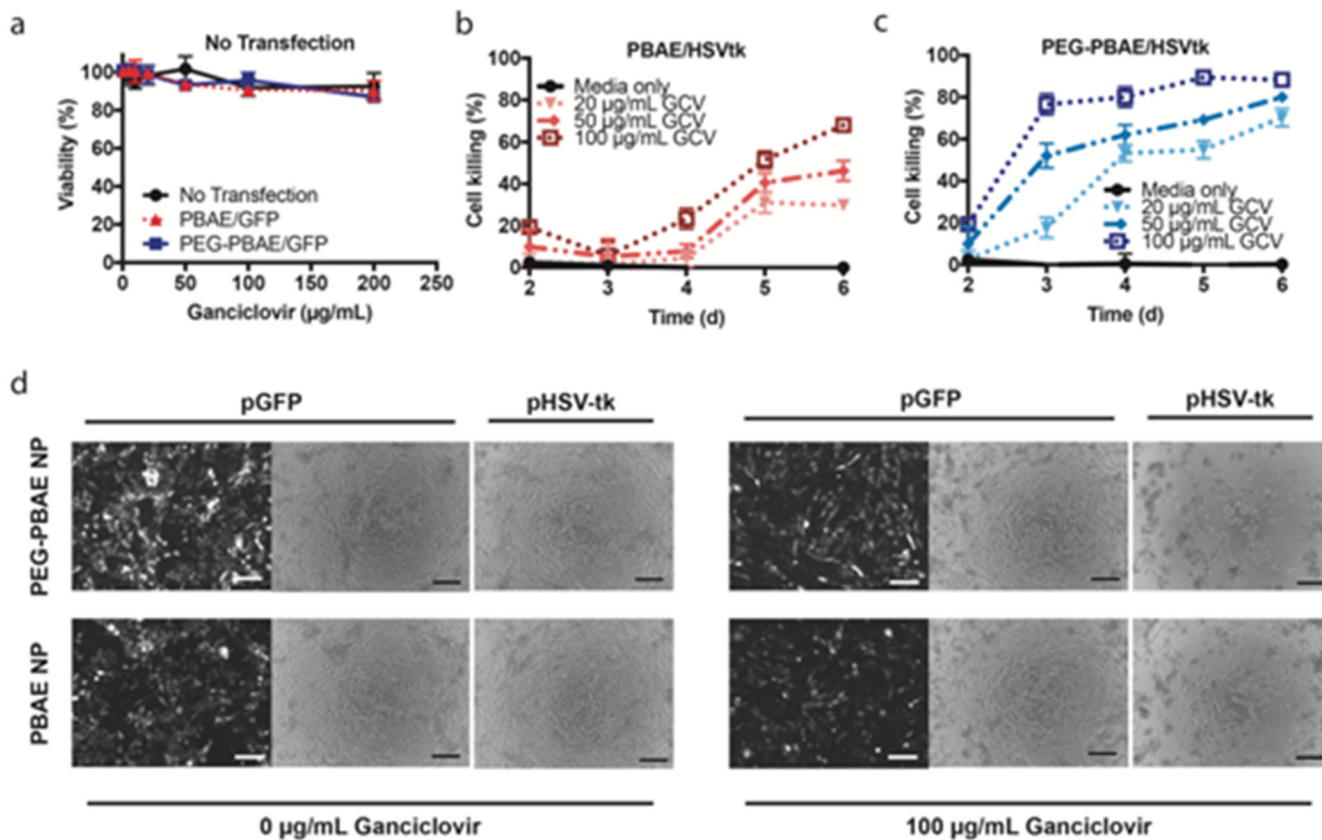 a
No Transfection
Viability (%)
100
80
60
40
20
0
No Transfection
PBAE/GFP
PEG-PBAE/GFP
0 50 100 150 200 250
Ganciclovir (µg/mL)
b
PBAE/HSVtk
Cell killing (%)
100
80
60
40
20
0
Media only
20 µg/mL GCV
50 µg/mL GCV
100 µg/mL GCV
2 3 4 5 6
Time (d)
c
PEG-PBAE/HSVtk
Cell killing (%)
100
80
60
40
20
0
Media only
20 µg/mL GCV
50 µg/mL GCV
100 µg/mL GCV
2 3 4 5 6
Time (d)
d
pGFP pHSV-tk pGFP pHSV-tk
PEG-PBAE NP
PBAE NP
0 µg/mL Ganciclovir 100 µg/mL Ganciclovir